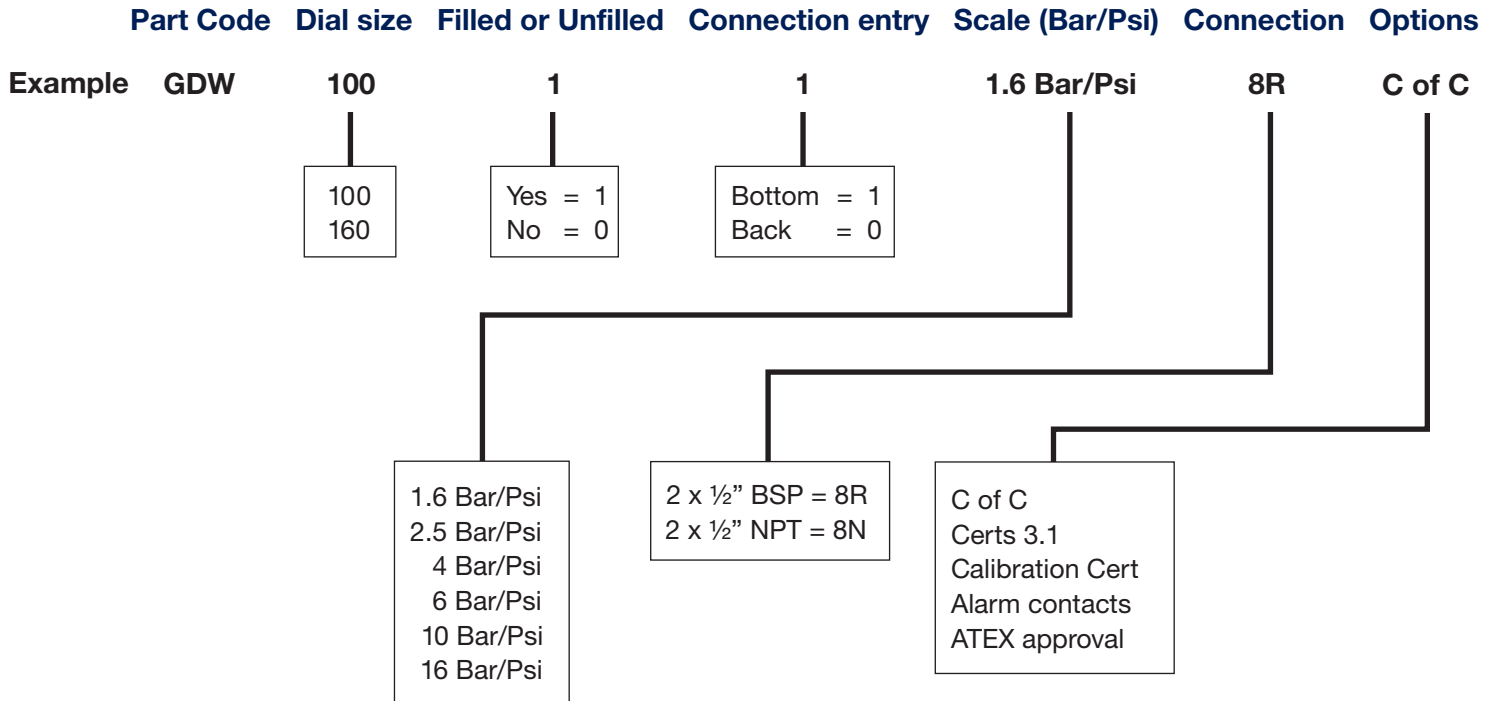 Part Code Dial size Filled or Unfilled Connection entry Scale (Bar/Psi) Connection Options
Example GDW 100 1 1 1.6 Bar/Psi 8R C of C
100
160
Yes = 1
No = 0
Bottom = 1
Back = 0
1.6 Bar/Psi
2.5 Bar/Psi
4 Bar/Psi
6 Bar/Psi
10 Bar/Psi
16 Bar/Psi
2 x ½” BSP = 8R
2 x ½” NPT = 8N
C of C
Certs 3.1
Calibration Cert
Alarm contacts
ATEX approval